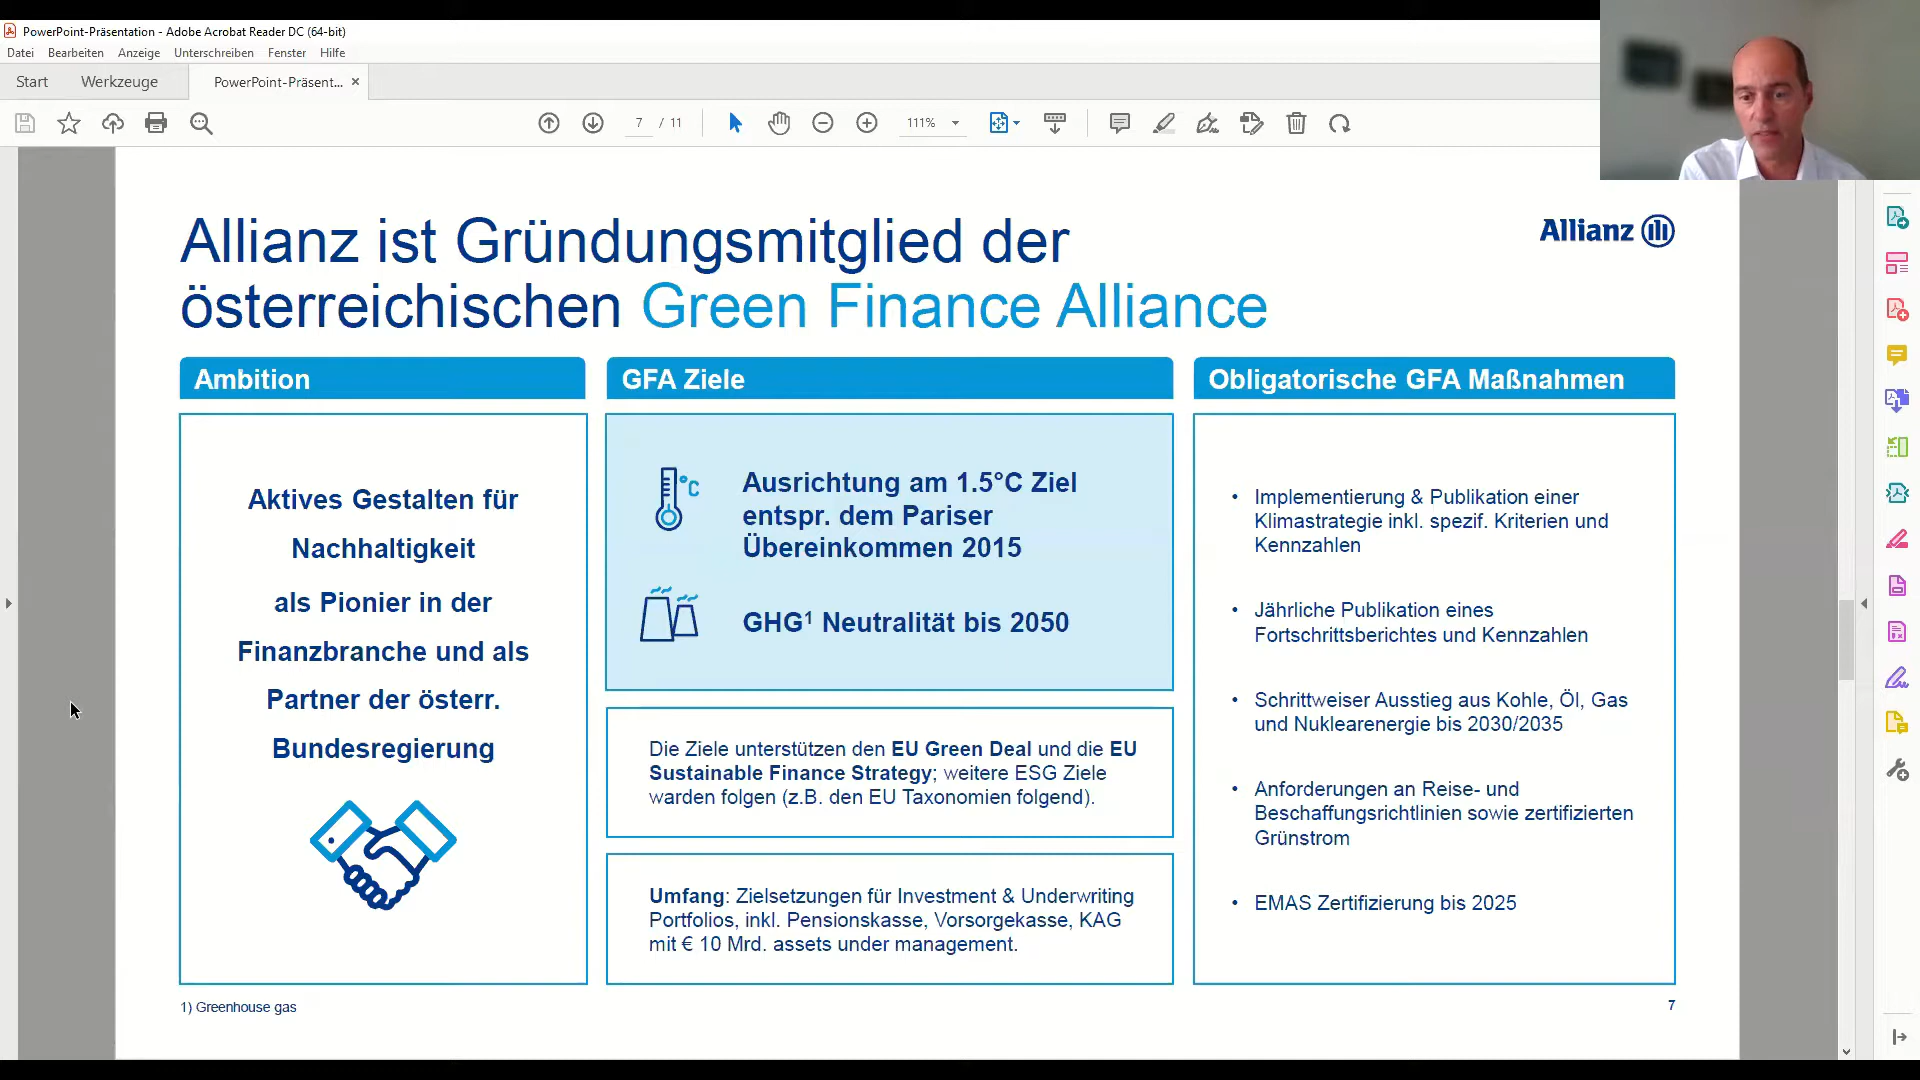 PowerPoint-Präsentation - Adobe Acrobat Reader DC (64-bit)
Datei Bearbeiten Anzeige Unterschreiben Fenster Hilfe
Start Werkzeuge PowerPoint-Präsent... ×
7 / 11 111%
Allianz ist Gründungsmitglied der
österreichischen Green Finance Alliance
Allianz
Ambition
Aktives Gestalten für
Nachhaltigkeit
als Pionier in der
Finanzbranche und als
Partner der österr.
Bundesregierung
GFA Ziele
°C
Ausrichtung am 1.5°C Ziel
entspr. dem Pariser
Übereinkommen 2015
GHG¹ Neutralität bis 2050
Die Ziele unterstützen den EU Green Deal und die EU
Sustainable Finance Strategy; weitere ESG Ziele
warden folgen (z.B. den EU Taxonomien folgend).
Umfang: Zielsetzungen für Investment & Underwriting
Portfolios, inkl. Pensionskasse, Vorsorgekasse, KAG
mit € 10 Mrd. assets under management.
Obligatorische GFA Maßnahmen
• Implementierung & Publikation einer
Klimastrategie inkl. spezif. Kriterien und
Kennzahlen
• Jährliche Publikation eines
Fortschrittsberichtes und Kennzahlen
• Schrittweiser Ausstieg aus Kohle, Öl, Gas
und Nuklearenergie bis 2030/2035
• Anforderungen an Reise- und
Beschaffungsrichtlinien sowie zertifizierten
Grünstrom
• EMAS Zertifizierung bis 2025
1) Greenhouse gas
7